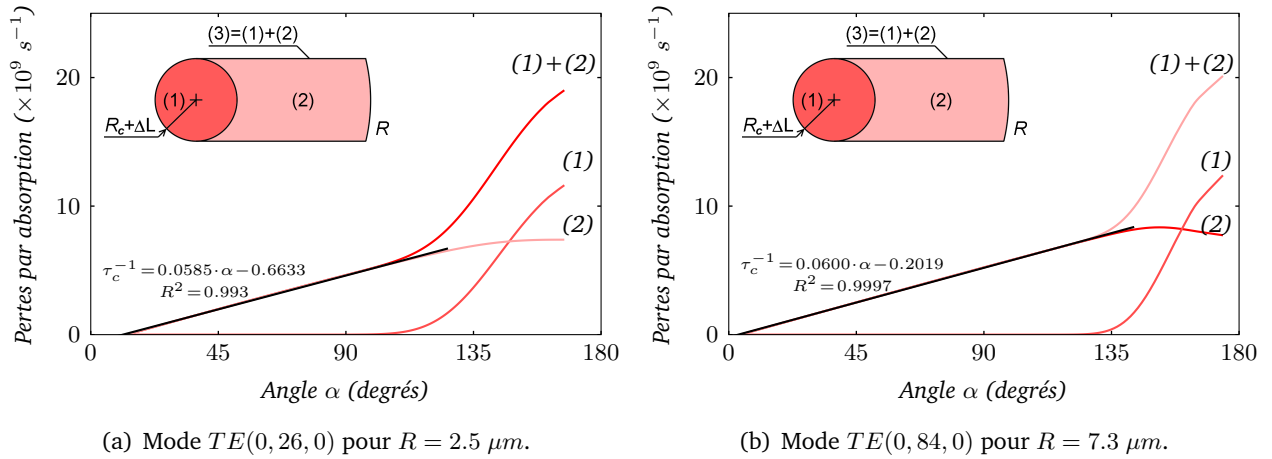 (3)=(1)+(2)
(1)
(2)
R_c+ΔL
R
(1)+(2)
(1)
(2)
τ_c^{−1}=0.0585·α−0.6633
R²=0.993
20
10
0
Pertes par absorption (×10⁹ s⁻¹)
0 45 90 135 180
Angle α (degrés)
(a) Mode TE(0, 26, 0) pour R = 2.5 μm.
(3)=(1)+(2)
(1)
(2)
R_c+ΔL
R
(1)+(2)
(1)
(2)
τ_c^{−1}=0.0600·α−0.2019
R²=0.9997
20
10
0
Pertes par absorption (×10⁹ s⁻¹)
0 45 90 135 180
Angle α (degrés)
(b) Mode TE(0, 84, 0) pour R = 7.3 μm.